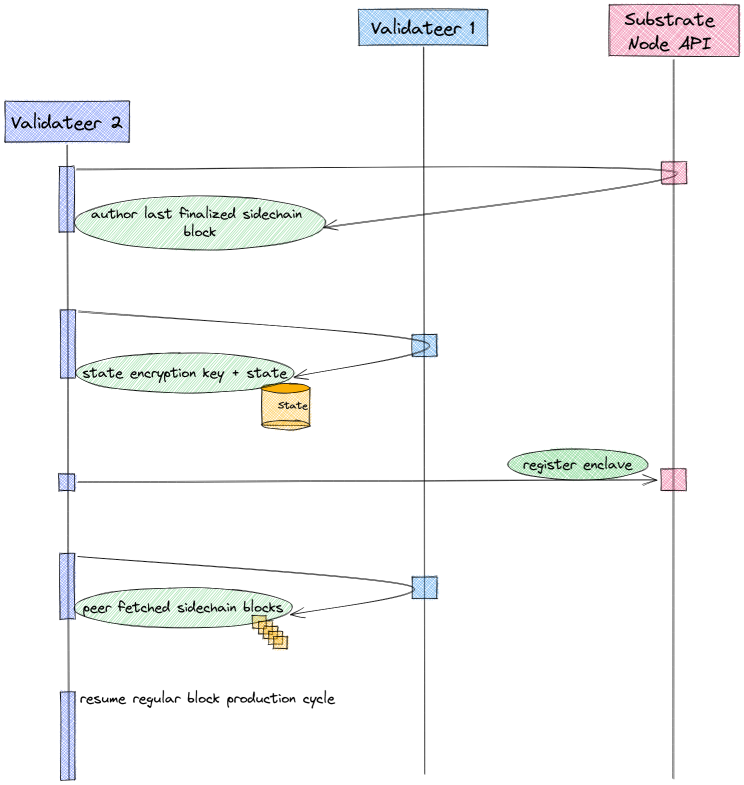 Substrate
Node API
Validateer 1
Validateer 2
author last finalized sidechain
block
state encryption key + state
State
register enclave
peer fetched sidechain blocks
resume regular block production cycle